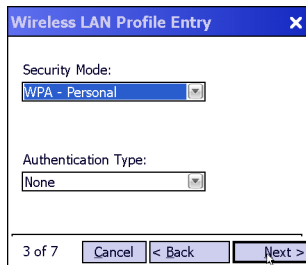 Wireless LAN Profile Entry
Security Mode:
WPA - Personal
Authentication Type:
None
3 of 7 Cancel < Back Next >